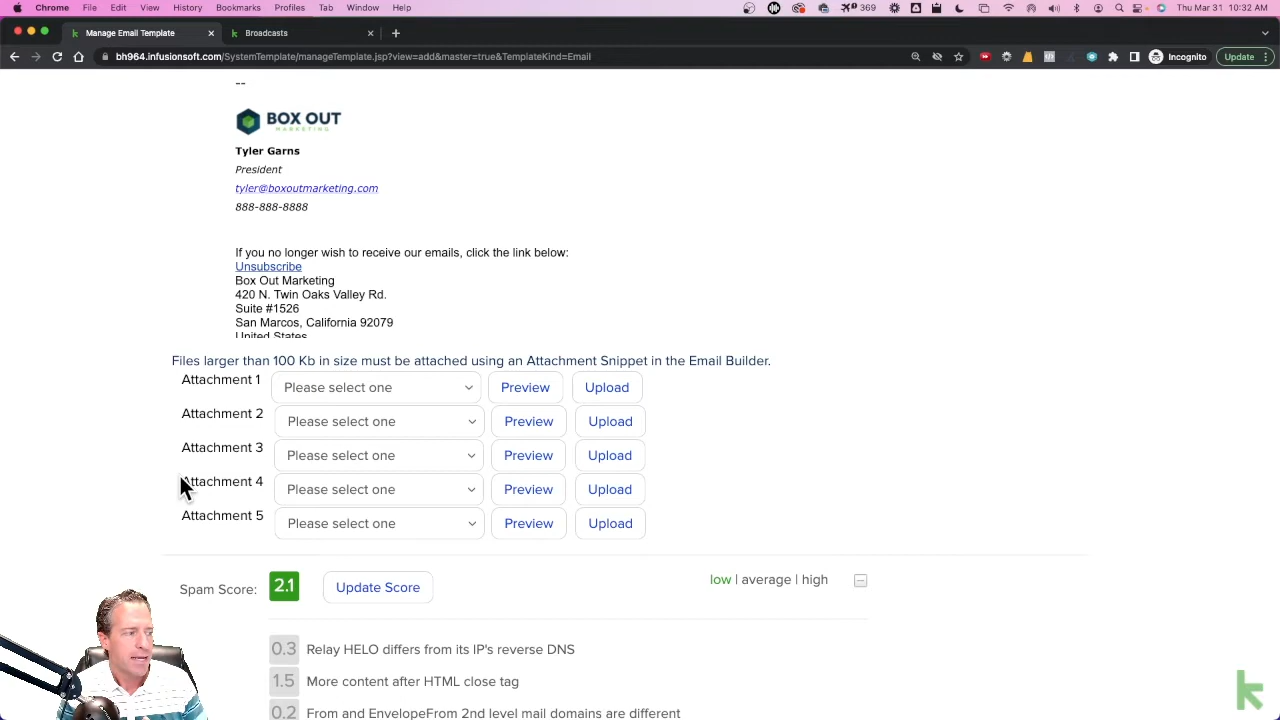 Chrome File Edit View History Bookmarks Profiles Tab Window Help 369 Thu Mar 31 10:32 AM
Manage Email Template Broadcasts
bh964.infusionsoft.com/SystemTemplate/manageTemplate.jsp?view=add&master=true&TemplateKind=Email Incognito Update
--
BOX OUT
MARKETING
Tyler Garns
President
tyler@boxoutmarketing.com
888-888-8888
If you no longer wish to receive our emails, click the link below:
Unsubscribe
Box Out Marketing
420 N. Twin Oaks Valley Rd.
Suite #1526
San Marcos, California 92079
United States
Files larger than 100 Kb in size must be attached using an Attachment Snippet in the Email Builder.
Attachment 1 Please select one Preview Upload
Attachment 2 Please select one Preview Upload
Attachment 3 Please select one Preview Upload
Attachment 4 Please select one Preview Upload
Attachment 5 Please select one Preview Upload
Spam Score: 2.1 Update Score low | average | high
0.3 Relay HELO differs from its IP's reverse DNS
1.5 More content after HTML close tag
0.2 From and EnvelopeFrom 2nd level mail domains are different